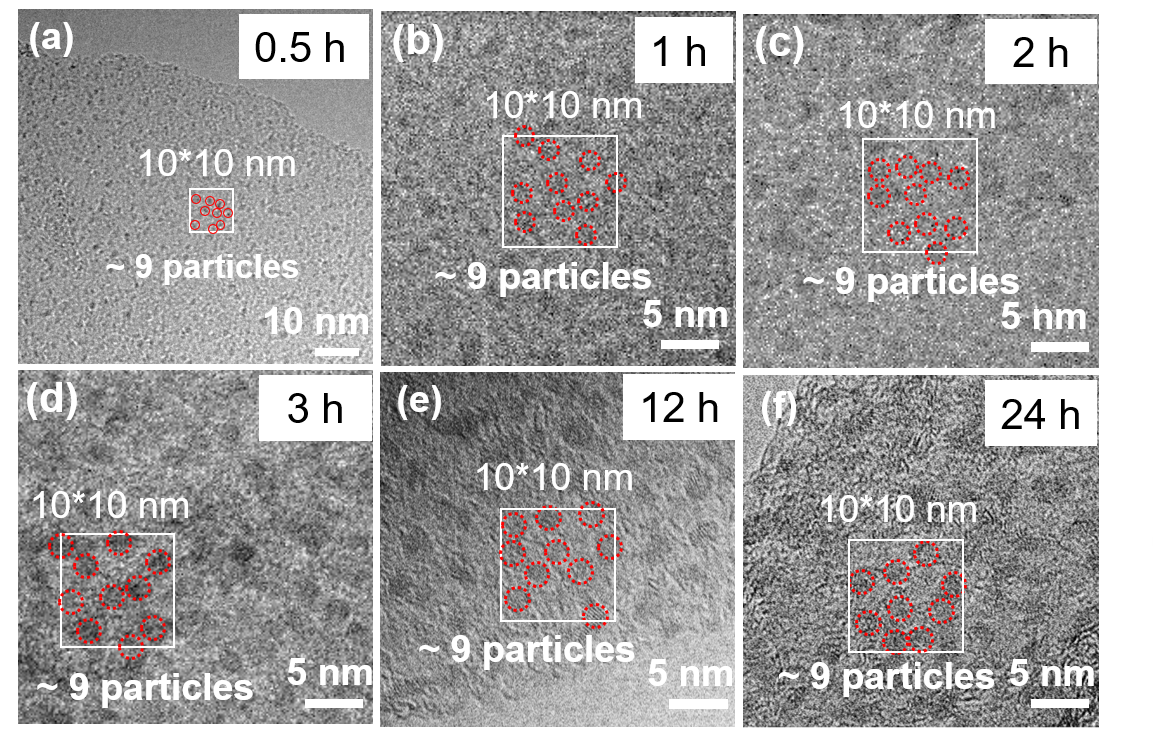 (a)
0.5 h
10*10 nm
~ 9 particles
10 nm
(b)
1 h
10*10 nm
~ 9 particles
5 nm
(c)
2 h
10*10 nm
~ 9 particles
5 nm
(d)
3 h
10*10 nm
~ 9 particles
5 nm
(e)
12 h
10*10 nm
~ 9 particles
5 nm
(f)
24 h
10*10 nm
~ 9 particles
5 nm